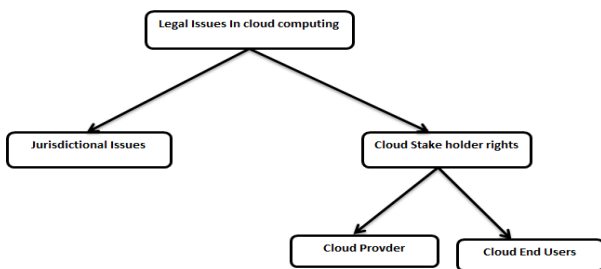 Legal Issues In cloud computing
Jurisdictional Issues
Cloud Stake holder rights
Cloud Provder
Cloud End Users